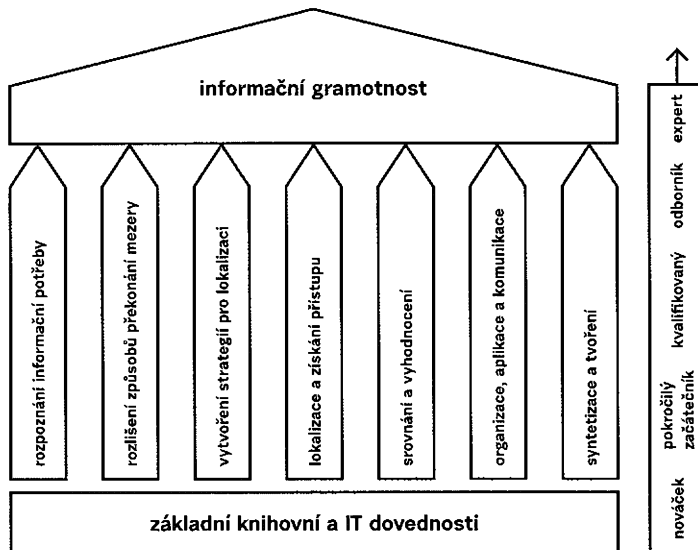 informační gramotnost
rozpoznání informační potřeby
rozlišení způsobů překonání mezery
vytvoření strategií pro lokalizaci
lokalizace a získání přístupu
srovnání a vyhodnocení
organizace, aplikace a komunikace
syntetizace a tvoření
základní knihovní a IT dovednosti
expert
odborník
kvalifikovaný
pokročilý
začátečník
nováček